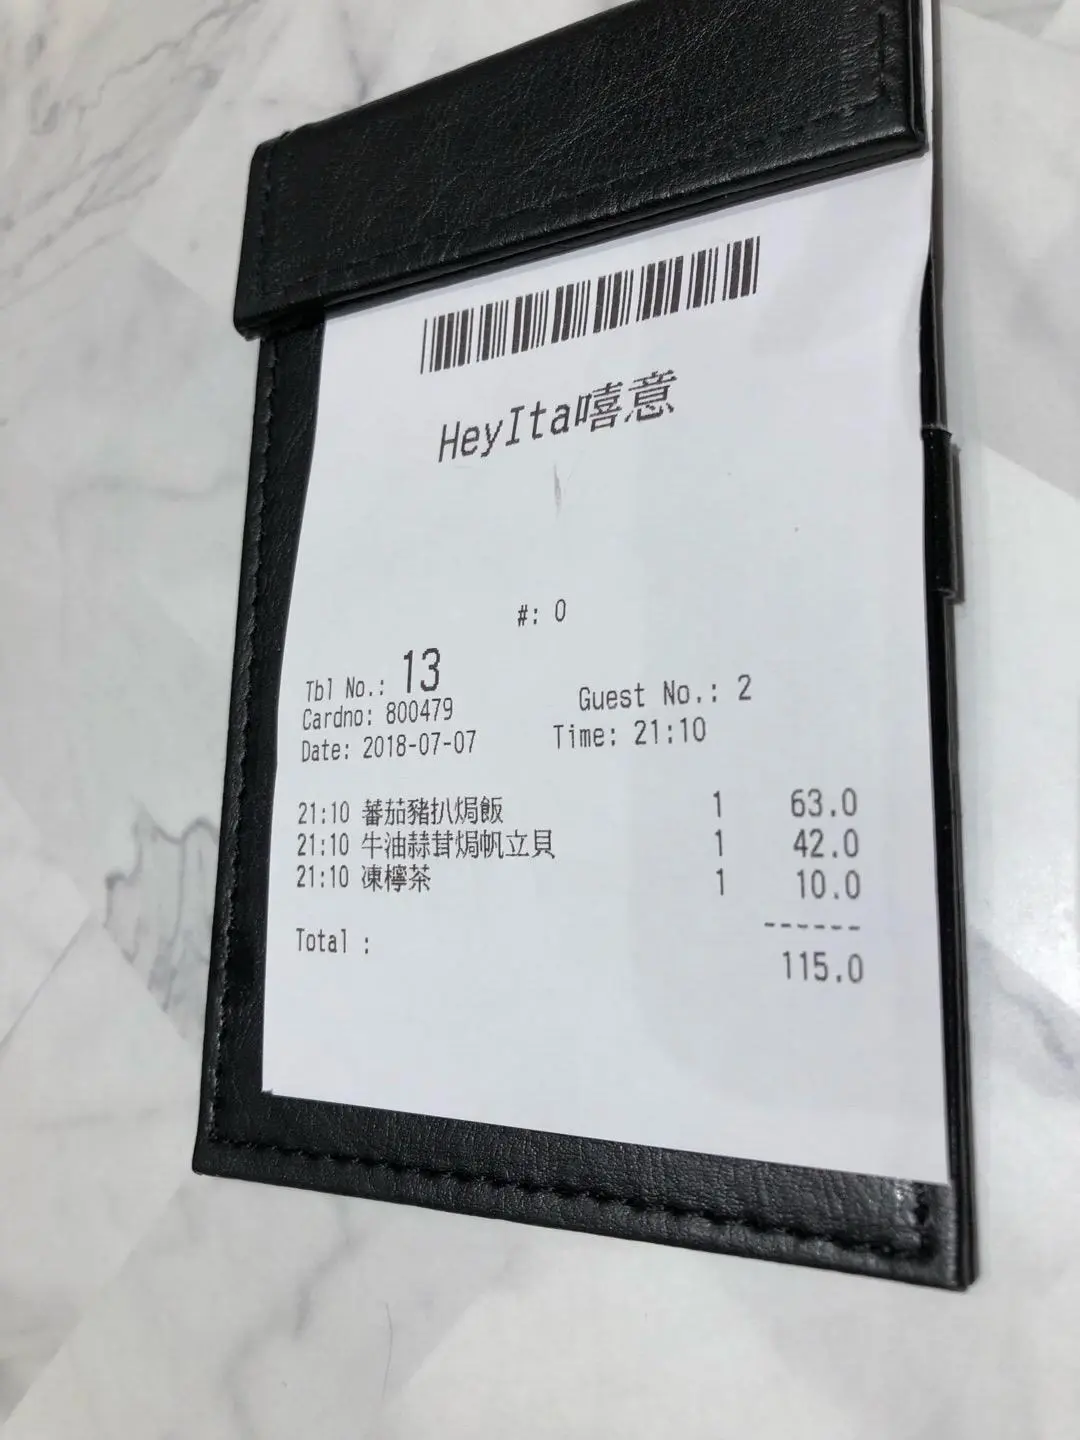 HeyIta嘻意
#: 0
Tbl No.: 13
Guest No.: 2
Cardno: 800479
Date: 2018-07-07 Time: 21:10
21:10 蕃茄豬扒焗飯 1 63.0
21:10 牛油蒜茸焗帆立貝 1 42.0
21:10 凍檸茶 1 10.0
------
Total : 115.0